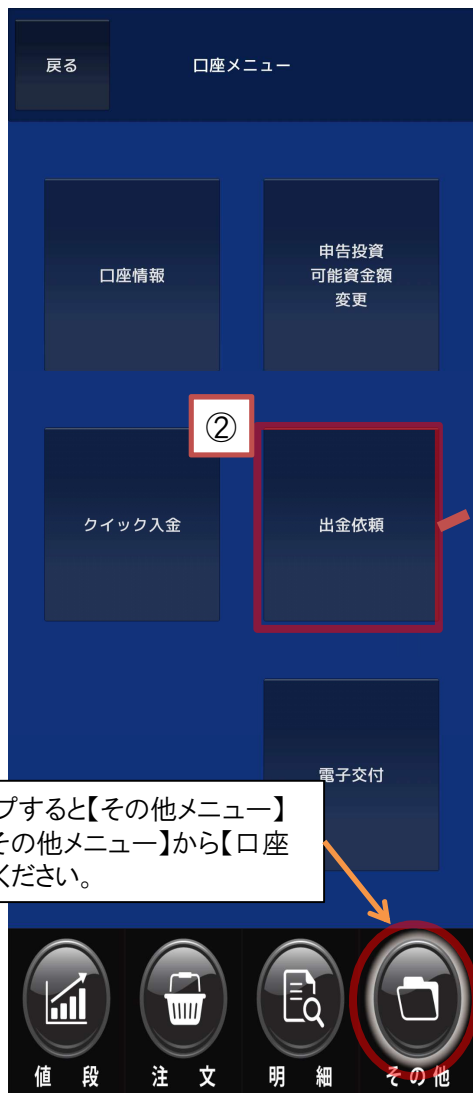 戻る
口座メニュー
口座情報
申告投資
可能資金額
変更
②
クイック入金
出金依頼
電子交付
プすると【その他メニュー】
その他メニュー】から【口座
ください。
値 段
注 文
明 細
その他